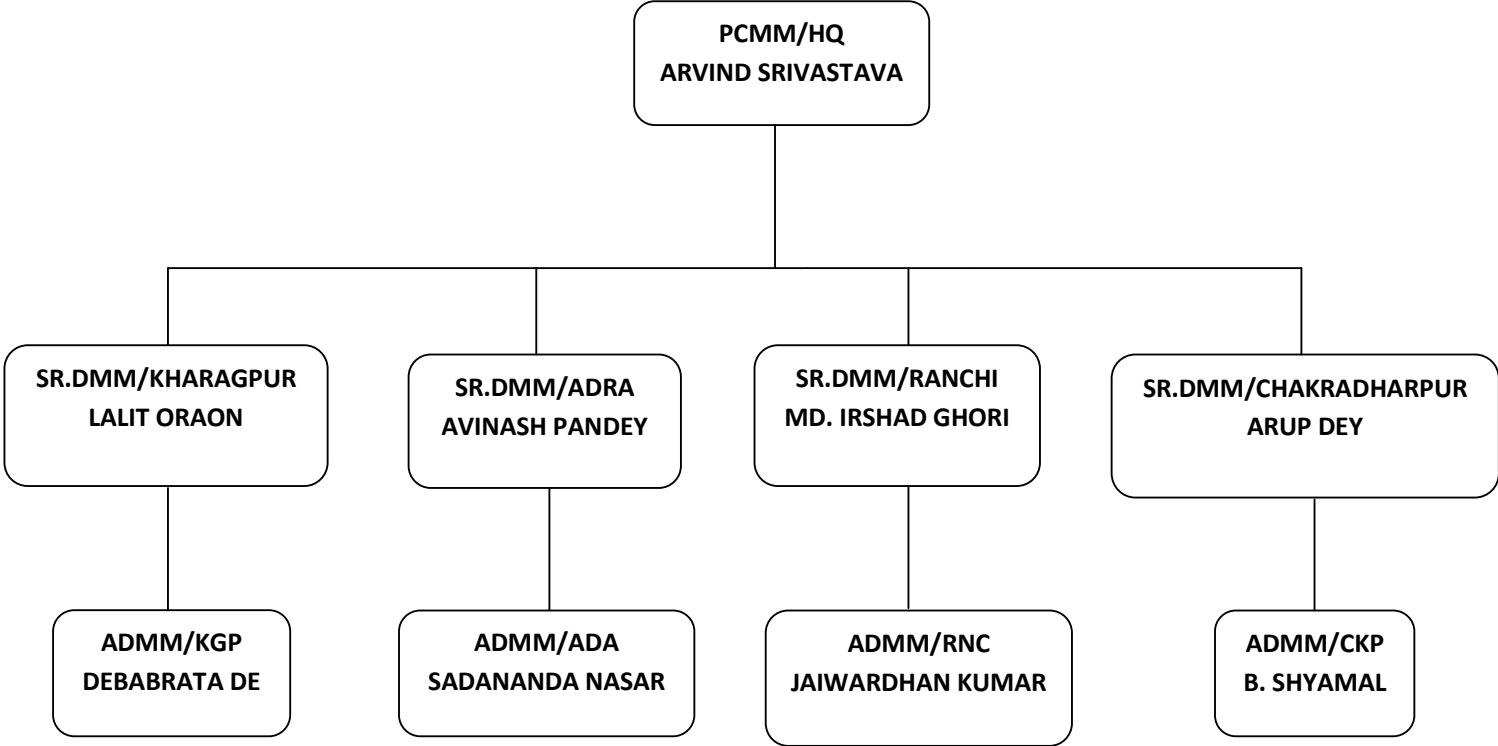 PCMM/HQ
ARVIND SRIVASTAVA
SR.DMM/KHARAGPUR
LALIT ORAON
SR.DMM/ADRA
AVINASH PANDEY
SR.DMM/RANCHI
MD. IRSHAD GHORI
SR.DMM/CHAKRADHARPUR
ARUP DEY
ADMM/KGP
DEBABRATA DE
ADMM/ADA
SADANANDA NASAR
ADMM/RNC
JAIWARDHAN KUMAR
ADMM/CKP
B. SHYAMAL